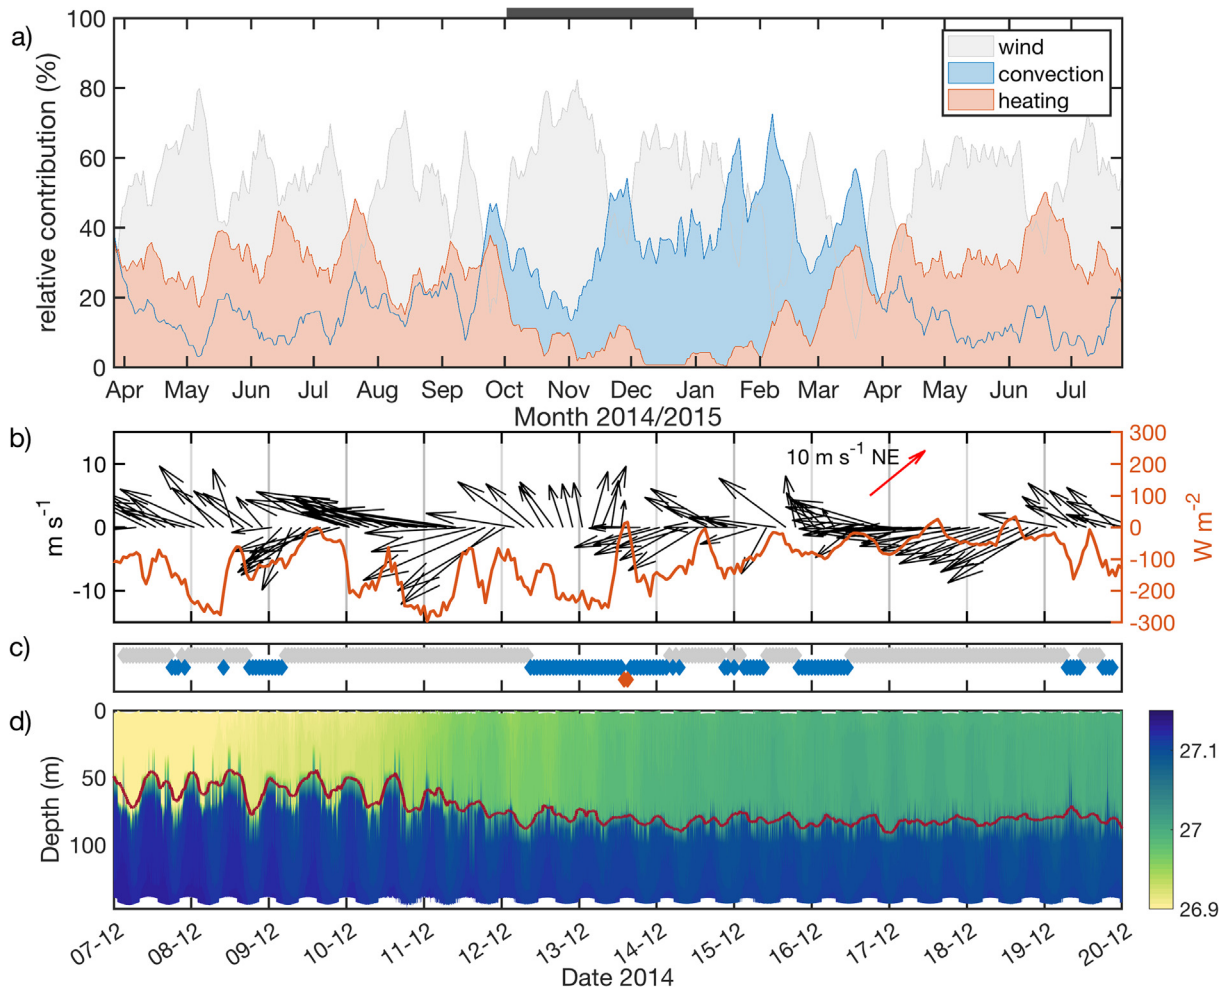 a)
relative contribution (%)
100
80
60
40
20
0
wind
convection
heating
Apr May Jun Jul Aug Sep Oct Nov Dec Jan Feb Mar Apr May Jun Jul
Month 2014/2015
b)
m s-1
10
0
-10
10 m s-1 NE
300
200
100
0
-100
-200
-300
W m-2
c)
d)
Depth (m)
0
50
100
27.1
27
26.9
07-12 08-12 09-12 10-12 11-12 12-12 13-12 14-12 15-12 16-12 17-12 18-12 19-12 20-12
Date 2014